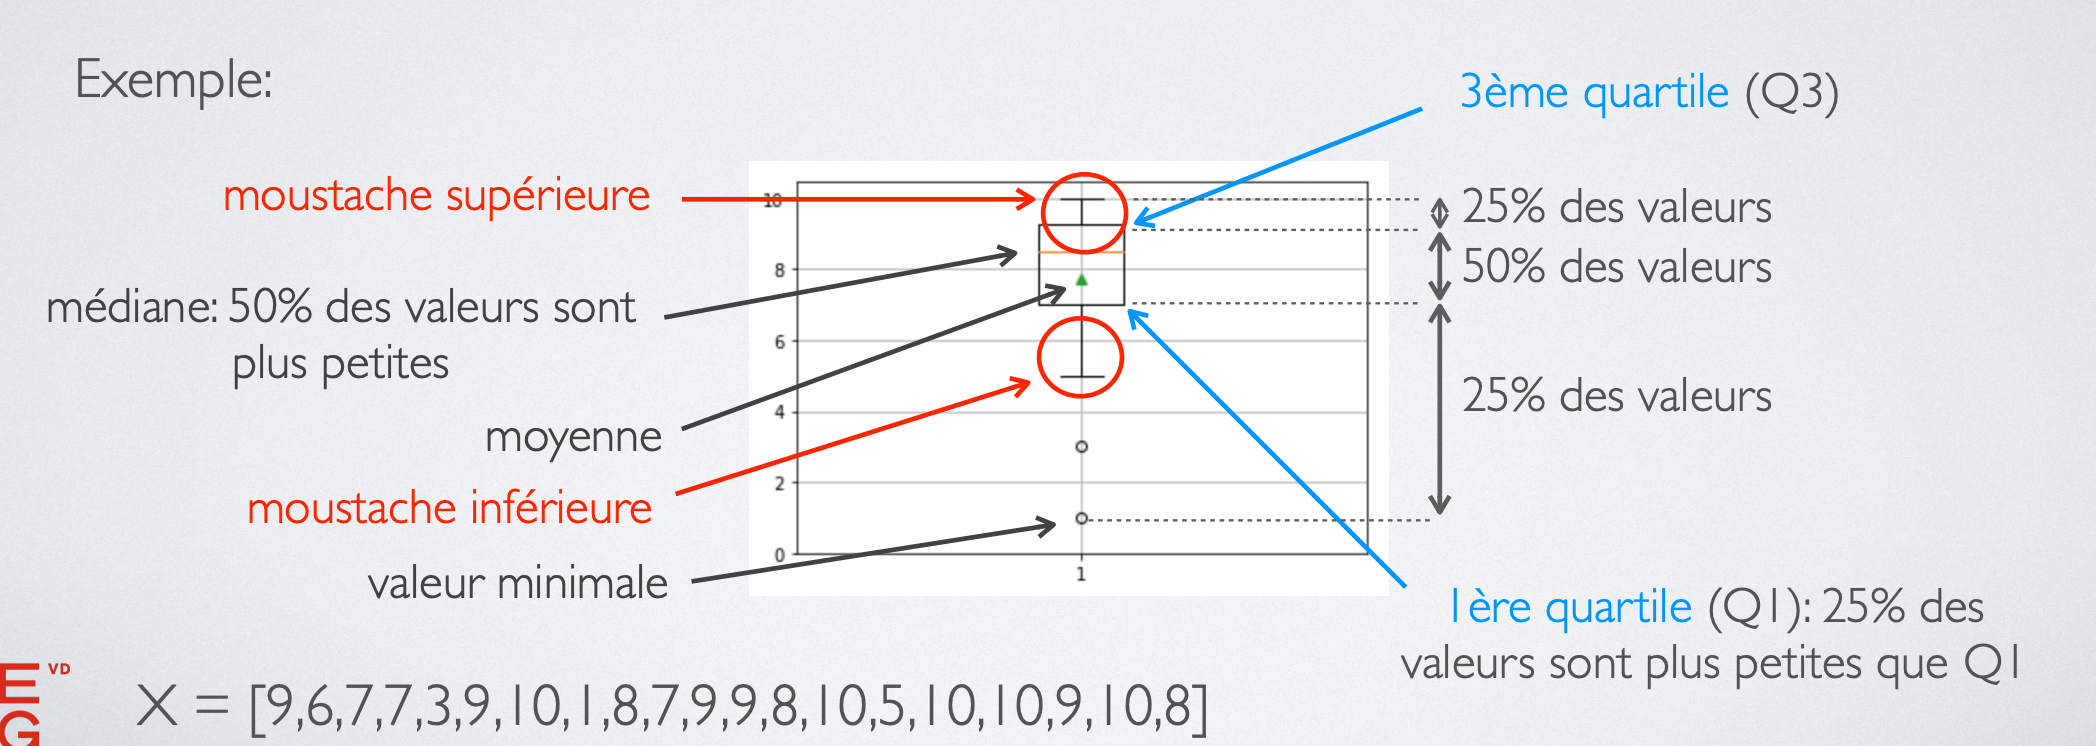 Exemple:
3ème quartile (Q3)
moustache supérieure
10
25% des valeurs
8
50% des valeurs
médiane: 50% des valeurs sont
plus petites
6
4
25% des valeurs
moyenne
2
moustache inférieure
0
valeur minimale
1
1ère quartile (Q1): 25% des
valeurs sont plus petites que Q1
E VD
G
X = [9,6,7,7,3,9,10,1,8,7,9,9,8,10,5,10,10,9,10,8]